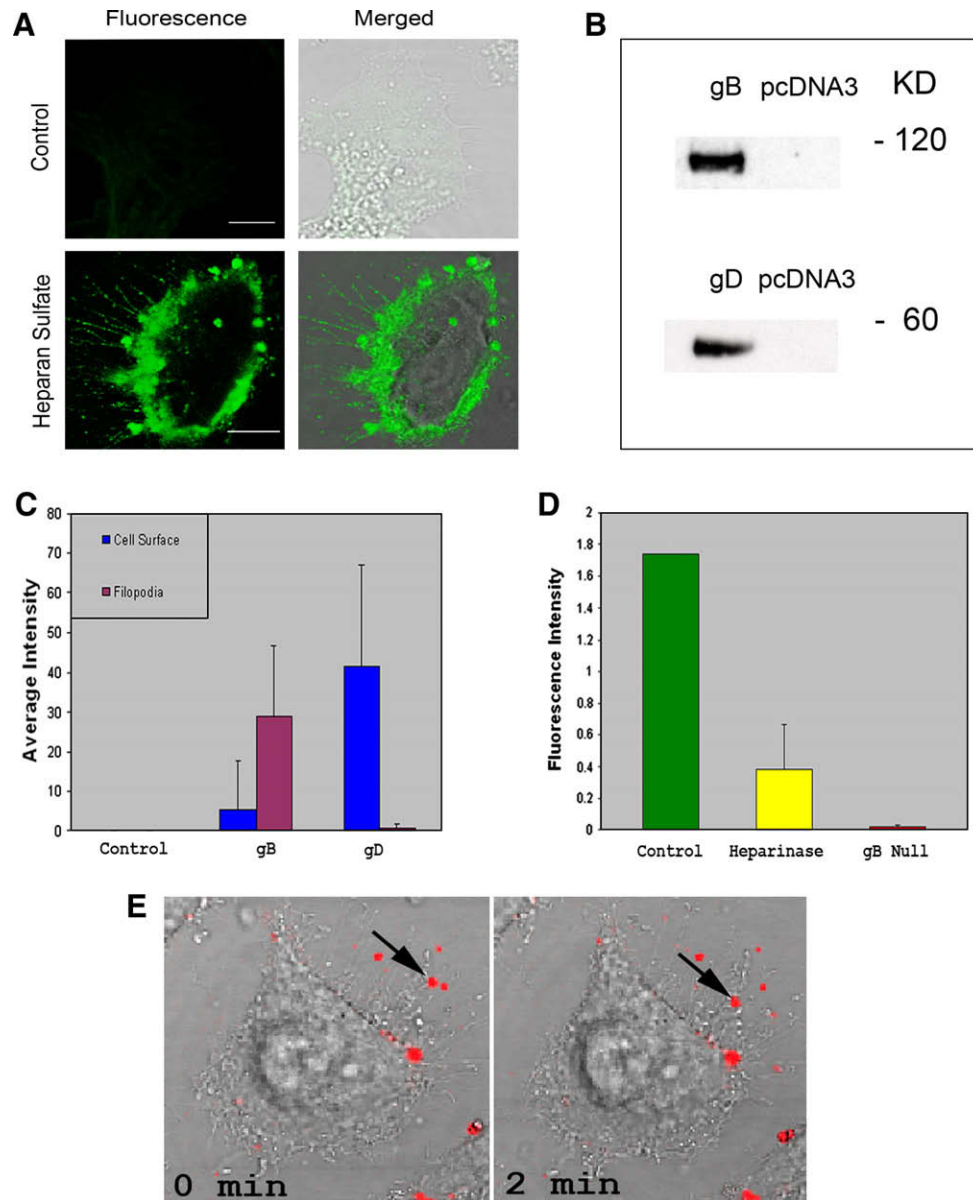 A
Fluorescence
Merged
Control
Heparan Sulfate
B
gB pcDNA3 KD
- 120
gD pcDNA3
- 60
C
80
70
60
50
40
30
20
10
0
Average Intensity
Cell Surface
Filopodia
Control gB gD
D
2
1.8
1.6
1.4
1.2
1
0.8
0.6
0.4
0.2
0
Fluorescence Intensity
Control Heparinase gB Null
E
0 min
2 min